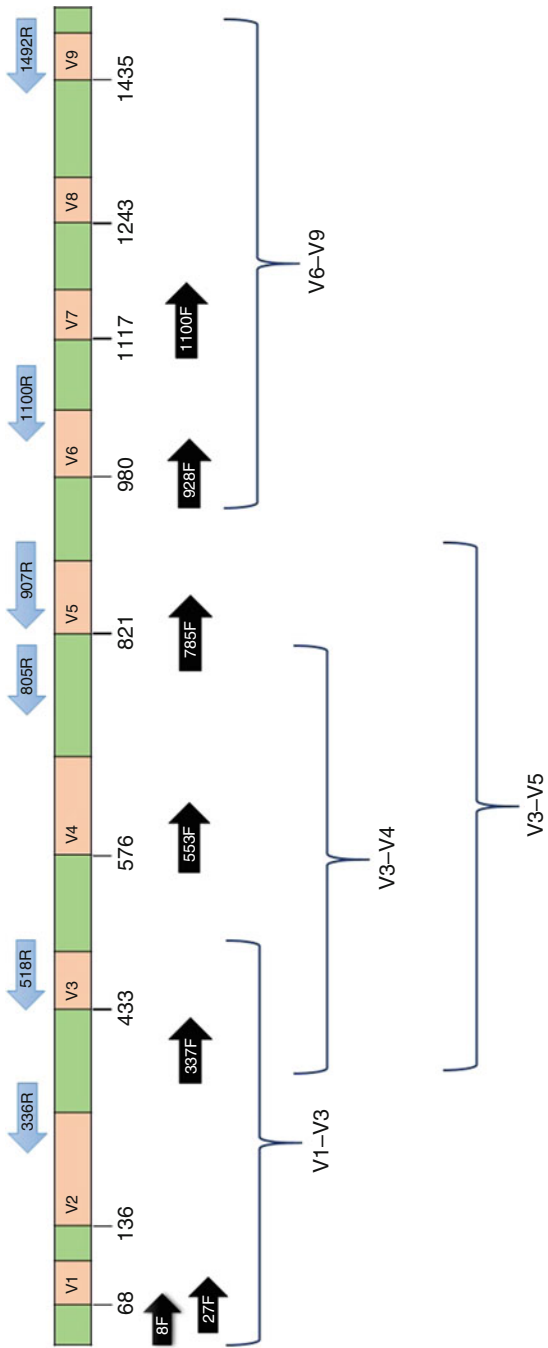 336R
518R
805R
907R
1100R
1492R
V1
V2
V3
V4
V5
V6
V7
V8
V9
68
136
433
576
821
980
1117
1243
1435
8F
27F
337F
553F
785F
928F
1100F
V1–V3
V3–V4
V6–V9
V3–V5